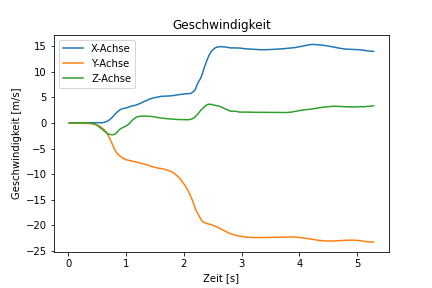 Geschwindigkeit
X-Achse
Y-Achse
Z-Achse
Geschwindigkeit [m/s]
15
10
5
0
−5
−10
−15
−20
−25
0
1
2
3
4
5
Zeit [s]